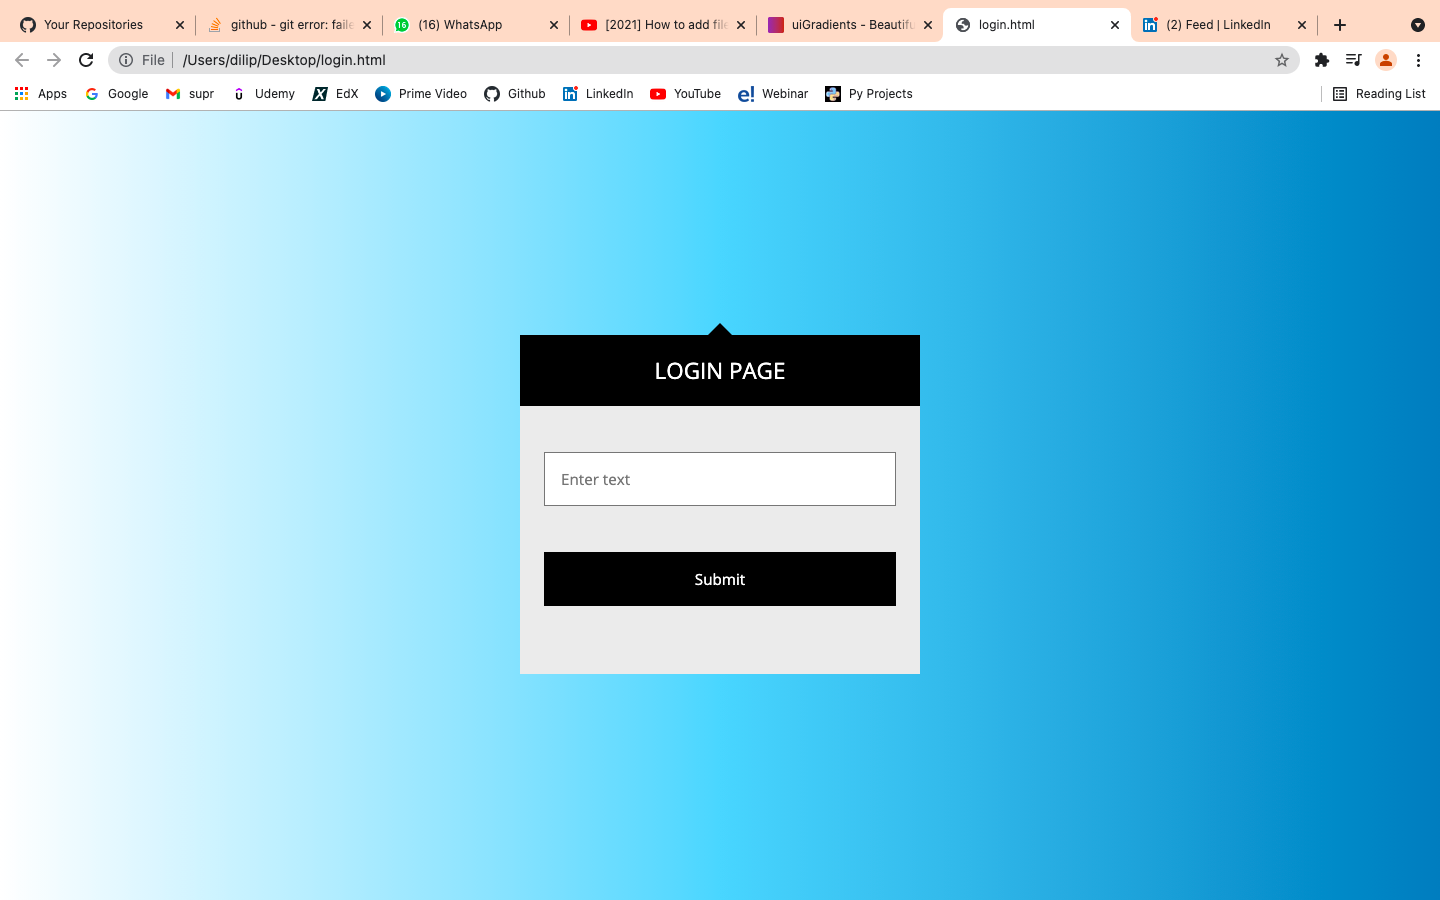 Your Repositories
github - git error: faile
16 (16) WhatsApp
[2021] How to add file
uiGradients - Beautifu
login.html
(2) Feed | LinkedIn
File /Users/dilip/Desktop/login.html
Apps Google supr Udemy EdX Prime Video Github LinkedIn YouTube e! Webinar Py Projects Reading List
LOGIN PAGE
Enter text
Submit